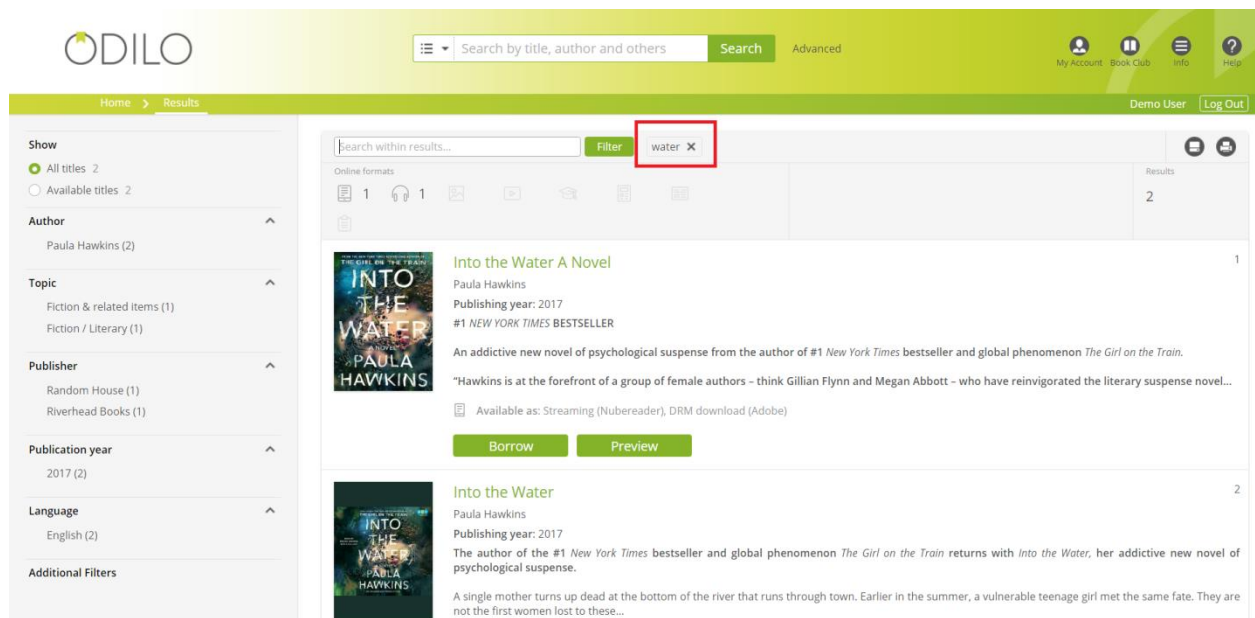 ODILO
Search by title, author and others
Search
Advanced
My Account
Book Club
Info
Help
Home
Results
Demo User
Log Out
Show
All titles 2
Available titles 2
Author
Paula Hawkins (2)
Topic
Fiction & related items (1)
Fiction / Literary (1)
Publisher
Random House (1)
Riverhead Books (1)
Publication year
2017 (2)
Language
English (2)
Additional Filters
Search within results...
Filter
water
Online formats
1
1
Results
2
THE GIRL ON THE TRAIN
INTO
THE
WATER
A NOVEL
PAULA
HAWKINS
Into the Water A Novel
1
Paula Hawkins
Publishing year: 2017
#1 NEW YORK TIMES BESTSELLER
An addictive new novel of psychological suspense from the author of #1 New York Times bestseller and global phenomenon The Girl on the Train.
"Hawkins is at the forefront of a group of female authors – think Gillian Flynn and Megan Abbott – who have reinvigorated the literary suspense novel...
Available as: Streaming (Nubereader), DRM download (Adobe)
Borrow
Preview
INTO
THE
WATER
PAULA
HAWKINS
Into the Water
2
Paula Hawkins
Publishing year: 2017
The author of the #1 New York Times bestseller and global phenomenon The Girl on the Train returns with Into the Water, her addictive new novel of
psychological suspense.
A single mother turns up dead at the bottom of the river that runs through town. Earlier in the summer, a vulnerable teenage girl met the same fate. They are
not the first women lost to these...